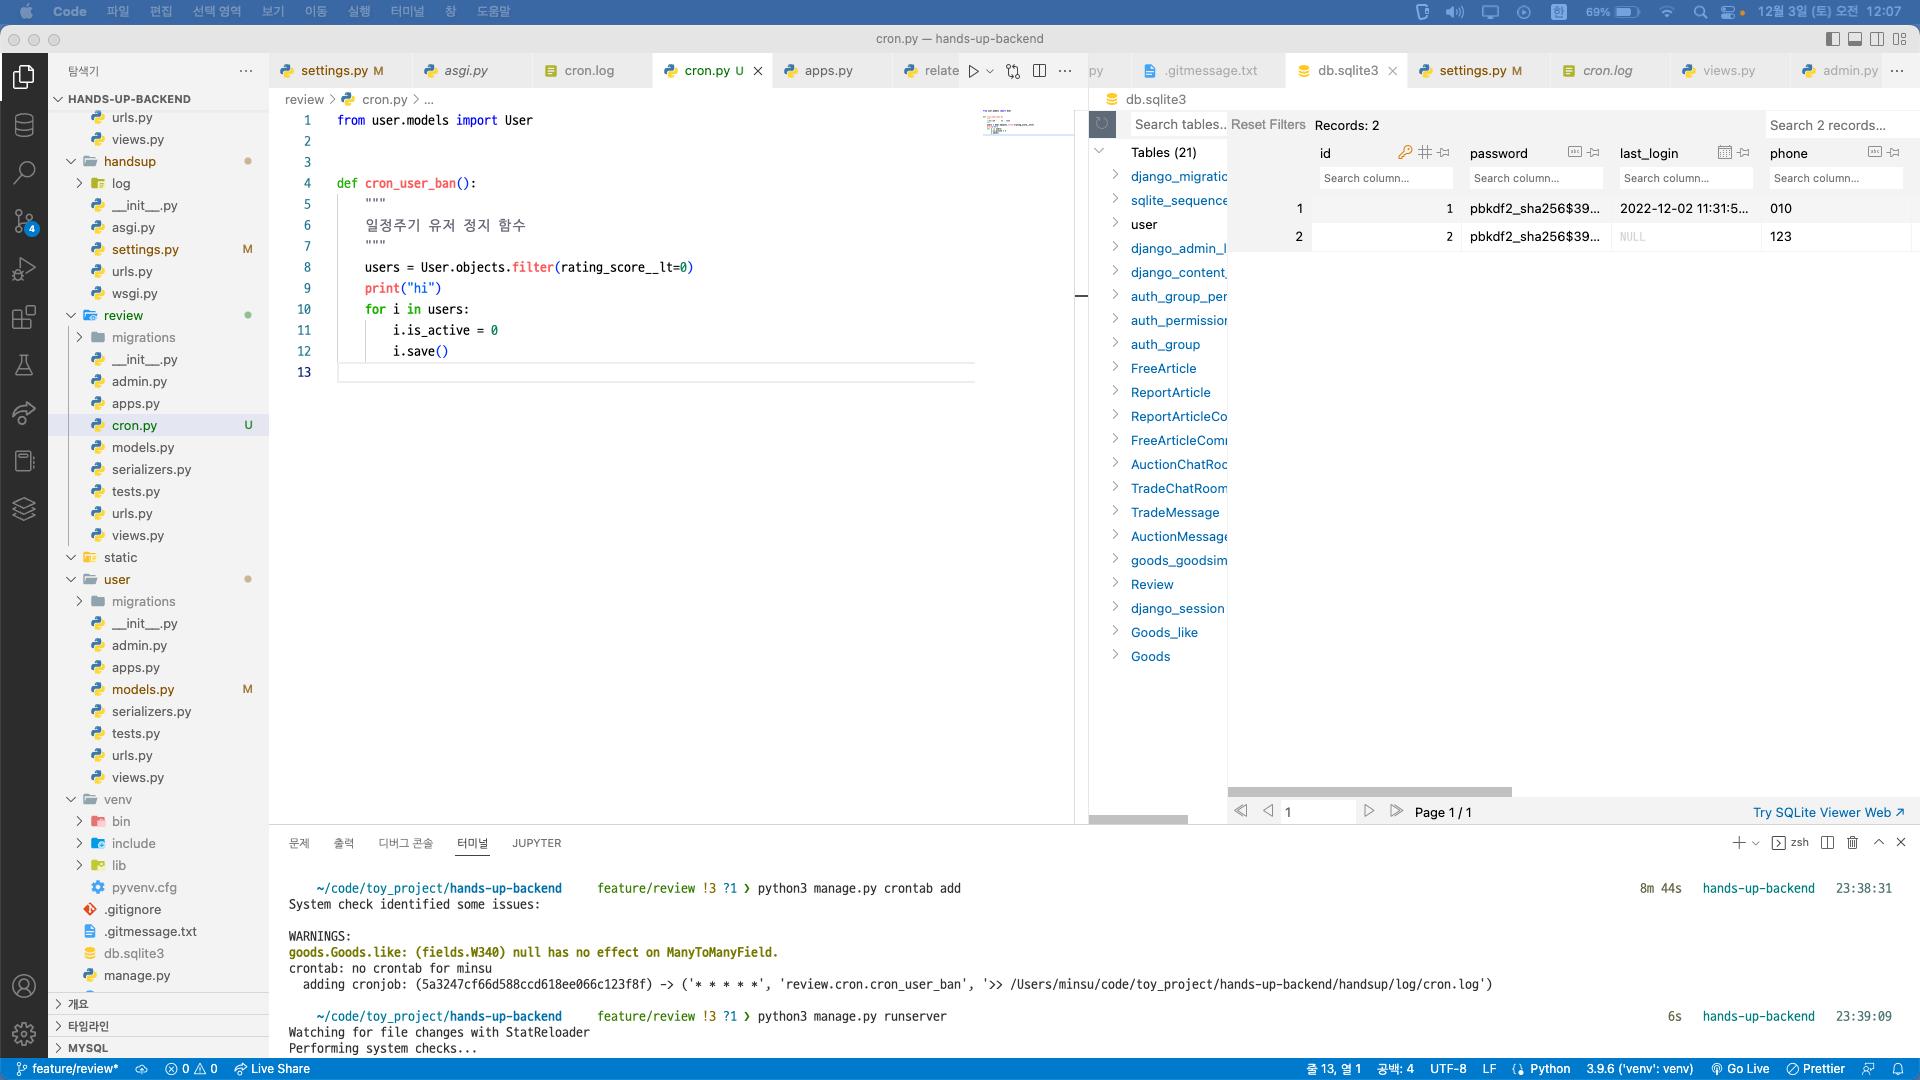 Code 파일 편집 선택 영역 보기 이동 실행 터미널 창 도움말
69% 12월 3일 (토) 오전 12:07
cron.py — hands-up-backend
탐색기
settings.py M asgi.py cron.log cron.py U apps.py relate
py .gitmessage.txt db.sqlite3 settings.py M cron.log views.py admin.py
HANDS-UP-BACKEND
urls.py
views.py
handsup
log
__init__.py
asgi.py
settings.py M
urls.py
wsgi.py
review
migrations
__init__.py
admin.py
apps.py
cron.py U
models.py
serializers.py
tests.py
urls.py
views.py
static
user
migrations
__init__.py
admin.py
apps.py
models.py M
serializers.py
tests.py
urls.py
views.py
venv
bin
include
lib
pyvenv.cfg
.gitignore
.gitmessage.txt
db.sqlite3
manage.py
개요
타임라인
MYSQL
review > cron.py > ...
1 from user.models import User
2
3
4 def cron_user_ban():
5 """
6 일정주기 유저 정지 함수
7 """
8 users = User.objects.filter(rating_score__lt=0)
9 print("hi")
10 for i in users:
11 i.is_active = 0
12 i.save()
13
db.sqlite3
Search tables...
Tables (21)
django_migratio
sqlite_sequence
user
django_admin_l
django_content_
auth_group_per
auth_permission
auth_group
FreeArticle
ReportArticle
ReportArticleCo
FreeArticleComm
AuctionChatRoo
TradeChatRoom
TradeMessage
AuctionMessage
goods_goodsim
Review
django_session
Goods_like
Goods
Reset Filters Records: 2 Search 2 records...
id password last_login phone
Search column... Search column... Search column... Search column...
1 1 pbkdf2_sha256$39... 2022-12-02 11:31:5... 010
2 2 pbkdf2_sha256$39... NULL 123
1 Page 1 / 1 Try SQLite Viewer Web ↗
문제 출력 디버그 콘솔 터미널 JUPYTER
zsh
~/code/toy_project/hands-up-backend feature/review !3 ?1 ❯ python3 manage.py crontab add 8m 44s hands-up-backend 23:38:31
System check identified some issues:
WARNINGS:
goods.Goods.like: (fields.W340) null has no effect on ManyToManyField.
crontab: no crontab for minsu
adding cronjob: (5a3247cf66d588ccd618ee066c123f8f) -> ('* * * * *', 'review.cron.cron_user_ban', '>> /Users/minsu/code/toy_project/hands-up-backend/handsup/log/cron.log')
~/code/toy_project/hands-up-backend feature/review !3 ?1 ❯ python3 manage.py runserver 6s hands-up-backend 23:39:09
Watching for file changes with StatReloader
Performing system checks...
feature/review* 0 0 Live Share 줄 13, 열 1 공백: 4 UTF-8 LF Python 3.9.6 ('venv': venv) Go Live Prettier